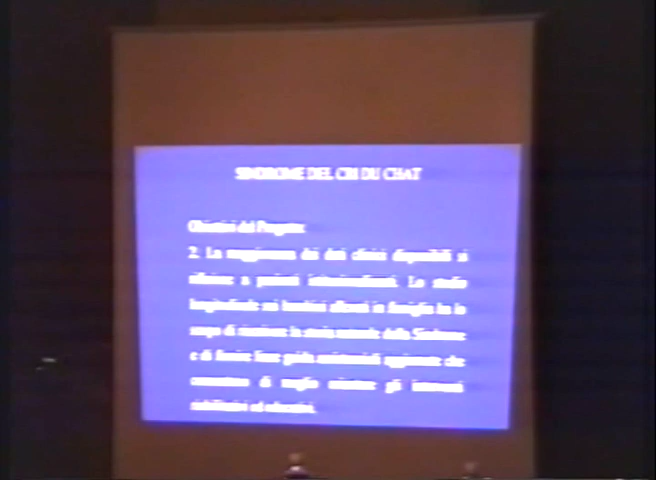 SINDROME DEL CRI DU CHAT
Obiettivi del Progetto:
2. La maggioranza dei dati clinici disponibili si
riferisce a pazienti istituzionalizzati. Lo studio
longitudinale sui bambini allevati in famiglia ha lo
scopo di rivedere la storia naturale della Sindrome
e di fornire linee guida assistenziali aggiornate che
consentano di meglio mirare gli interventi
riabilitativi ed educativi.